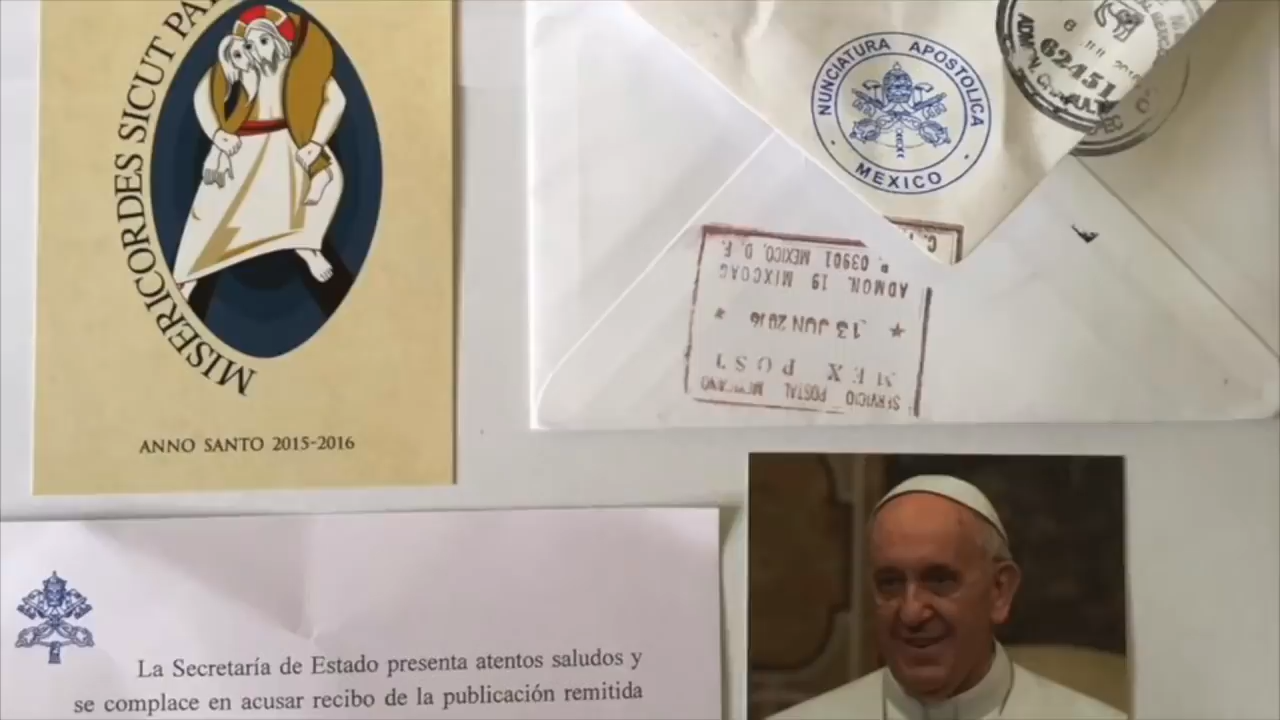 MISERICORDES SICUT PA
ANNO SANTO 2015-2016
NUNCIATURA APOSTOLICA
MEXICO
6
62451
SERVICIO POSTAL MEXICANO
MEX POST
★ 13 JUN 2016 ★
ADMON. 19 MIXCOAC
P. 03901 MEXICO, D. F.
La Secretaría de Estado presenta atentos saludos y
se complace en acusar recibo de la publicación remitida